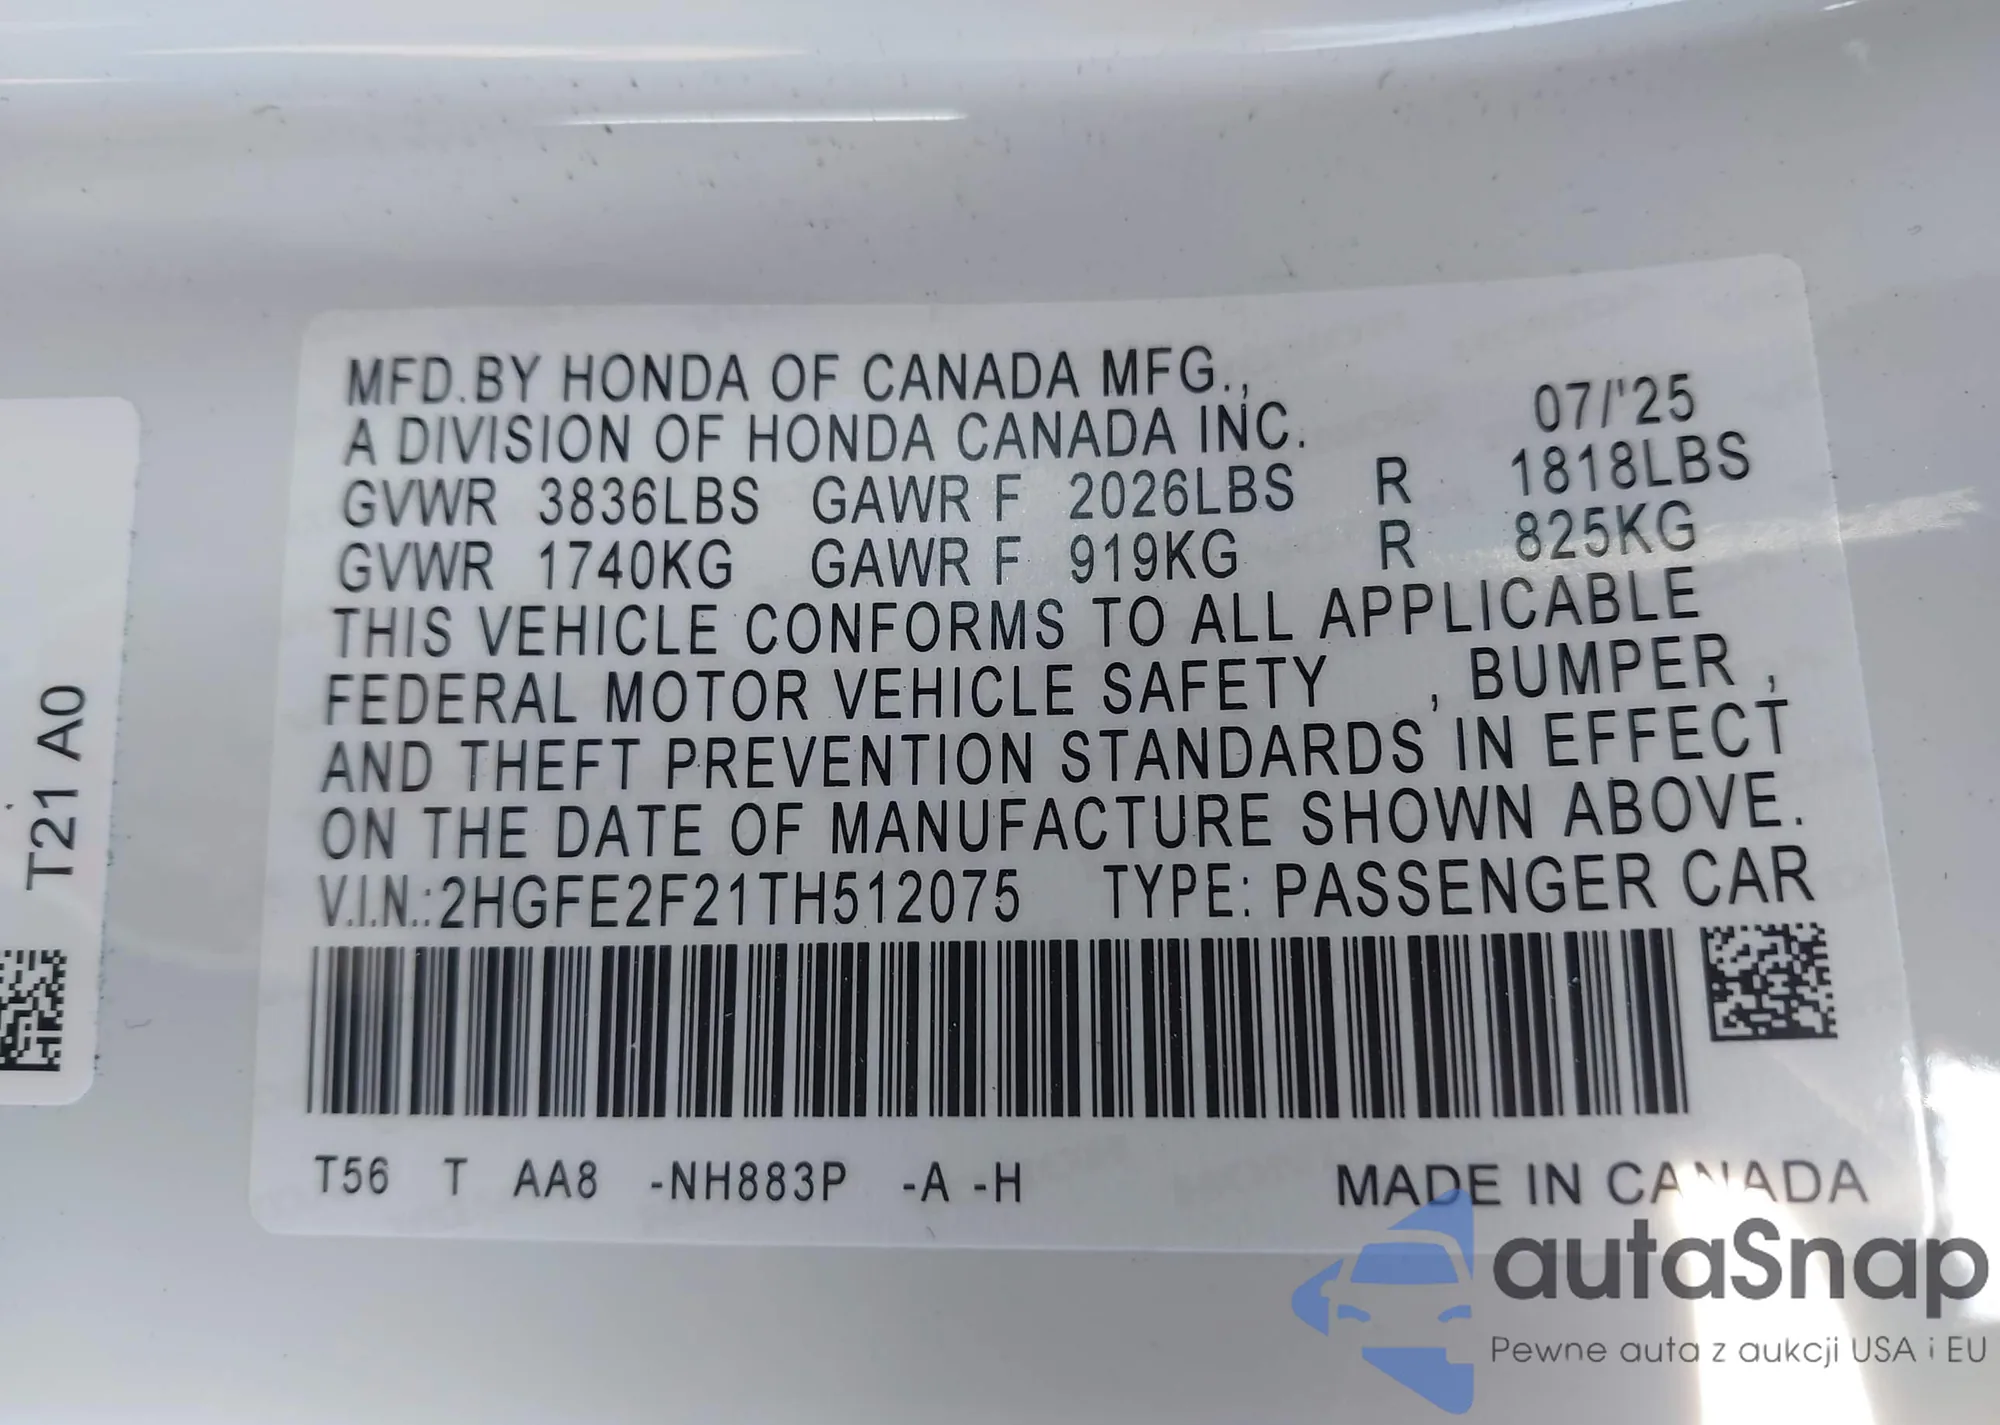 MFD.BY HONDA OF CANADA MFG.,
A DIVISION OF HONDA CANADA INC. 07/'25
GVWR 3836LBS GAWR F 2026LBS R 1818LBS
GVWR 1740KG GAWR F 919KG R 825KG
THIS VEHICLE CONFORMS TO ALL APPLICABLE
FEDERAL MOTOR VEHICLE SAFETY , BUMPER ,
AND THEFT PREVENTION STANDARDS IN EFFECT
ON THE DATE OF MANUFACTURE SHOWN ABOVE.
V.I.N.:2HGFE2F21TH512075 TYPE: PASSENGER CAR
T56 T AA8 -NH883P -A -H MADE IN CANADA
T21 A0
autoSnap
Pewne auta z aukcji USA i EU